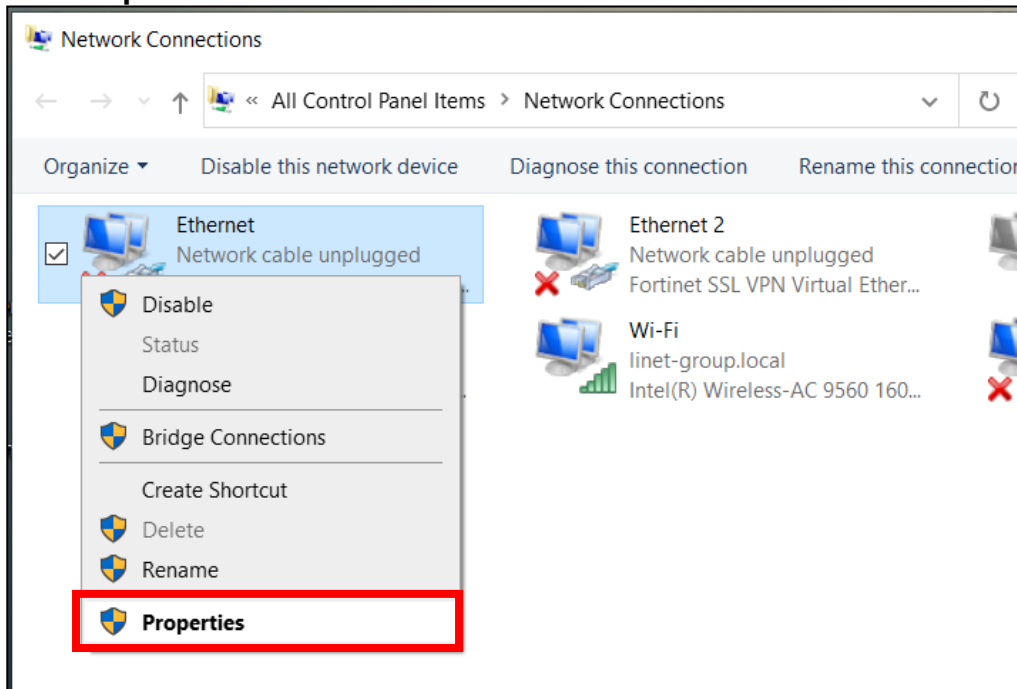 Network Connections
« All Control Panel Items > Network Connections
Organize Disable this network device Diagnose this connection Rename this connection
Ethernet
Network cable unplugged
Ethernet 2
Network cable unplugged
Fortinet SSL VPN Virtual Ether...
Wi-Fi
linet-group.local
Intel(R) Wireless-AC 9560 160...
Disable
Status
Diagnose
Bridge Connections
Create Shortcut
Delete
Rename
Properties